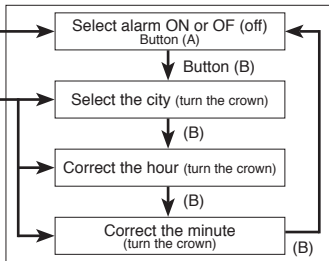 Select alarm ON or OF (off)
Button (A)
Button (B)
Select the city (turn the crown)
(B)
Correct the hour (turn the crown)
(B)
Correct the minute
(turn the crown)
(B)